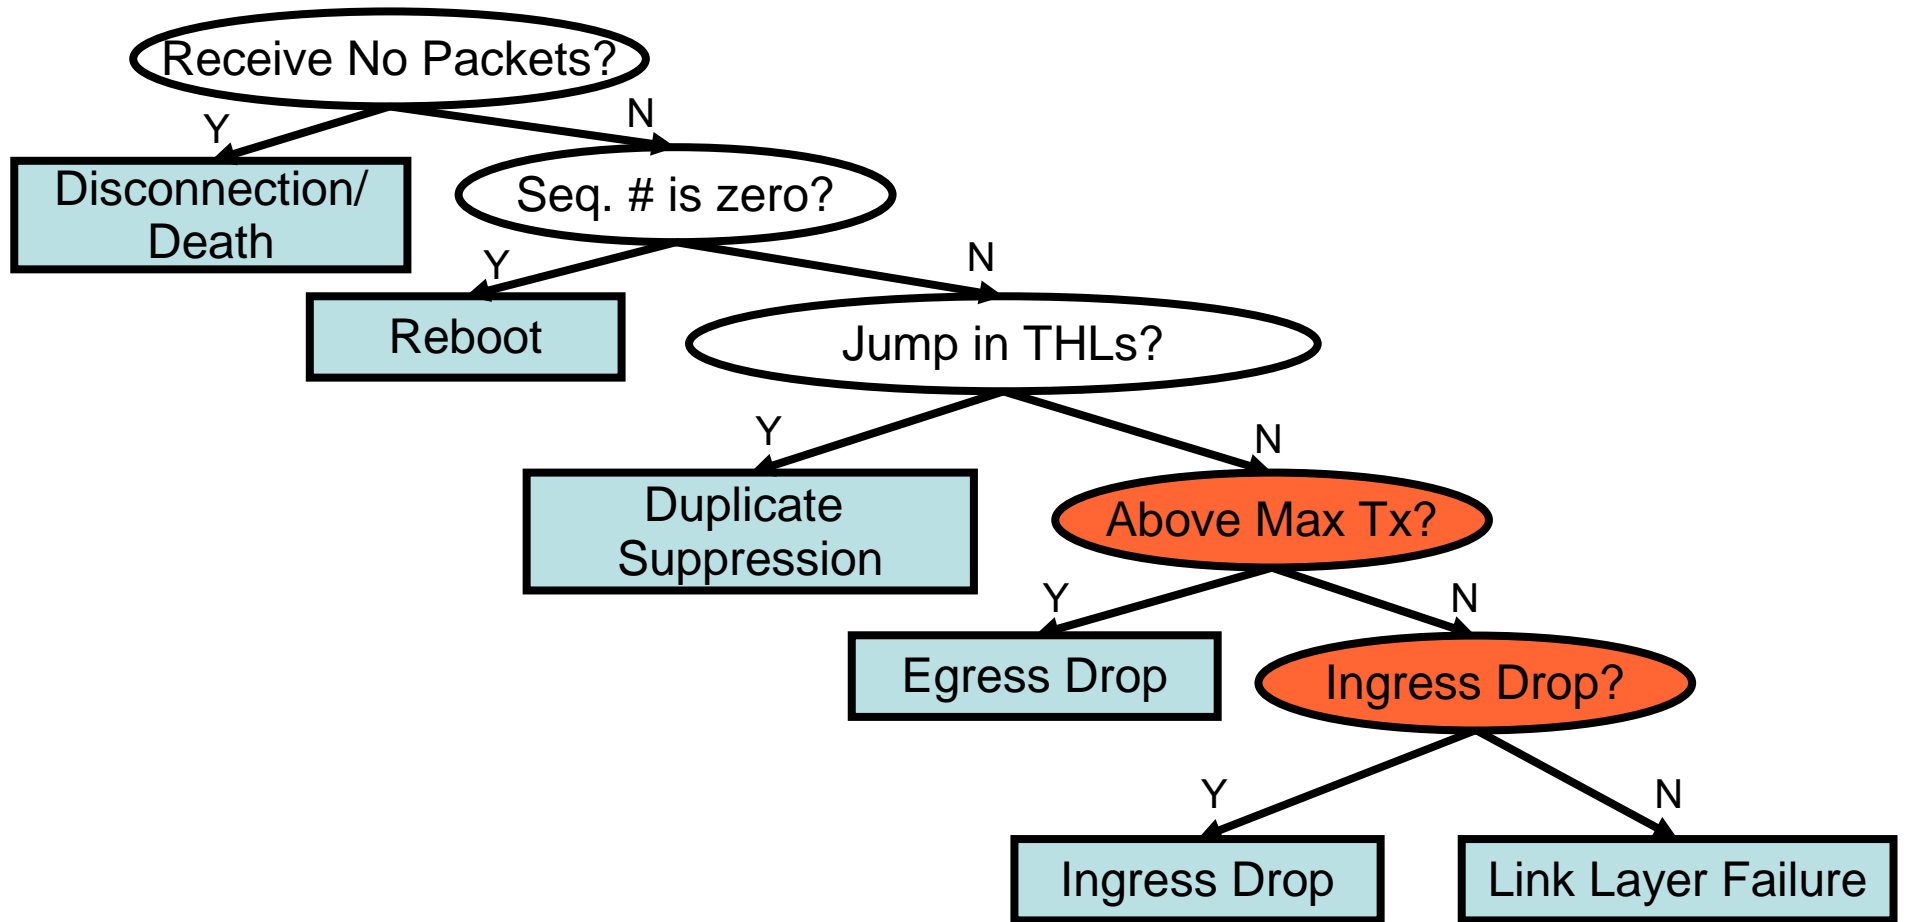 Receive No Packets?
Y
N
Disconnection/
Death
Seq. # is zero?
Y
N
Reboot
Jump in THLs?
Y
N
Duplicate
Suppression
Above Max Tx?
Y
N
Egress Drop
Ingress Drop?
Y
N
Ingress Drop
Link Layer Failure